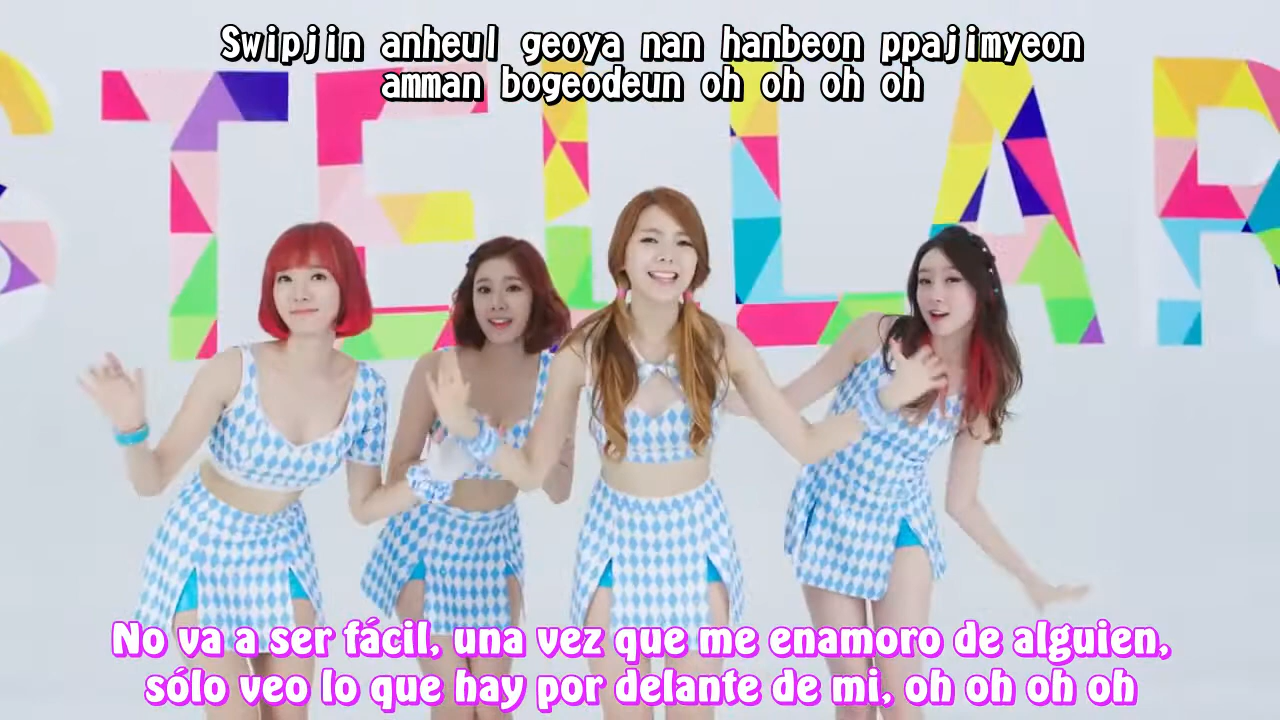 Swipjin anheul geoya nan hanbeon ppajimyeon
amman bogeodeun oh oh oh oh
STELLAR
No va a ser fácil, una vez que me enamoro de alguien,
sólo veo lo que hay por delante de mi, oh oh oh oh